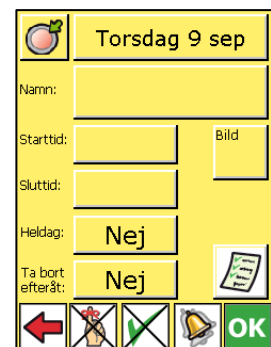 Torsdag 9 sep
Namn:
Starttid:
Bild
Sluttid:
Heldag:
Nej
Ta bort
efteråt:
Nej
OK